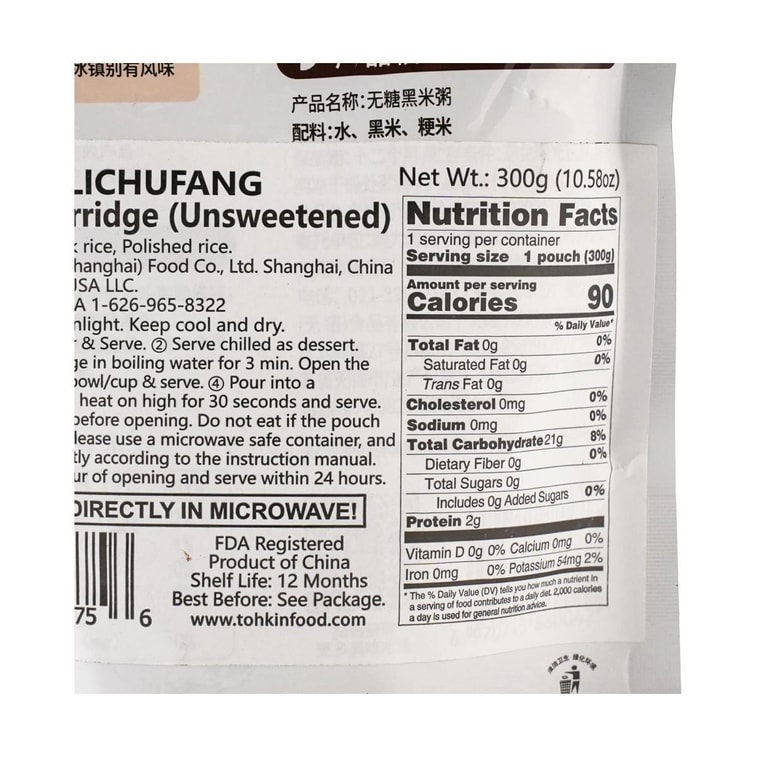 冰镇别有风味
产品名称:无糖黑米粥
配料:水、黑米、粳米
LICHUFANG
rridge (Unsweetened)
k rice, Polished rice.
hanghai) Food Co., Ltd. Shanghai, China
USA LLC.
A 1-626-965-8322
nlight. Keep cool and dry.
r & Serve. ② Serve chilled as dessert.
ge in boiling water for 3 min. Open the
bowl/cup & serve. ④ Pour into a
heat on high for 30 seconds and serve.
before opening. Do not eat if the pouch
lease use a microwave safe container, and
tly according to the instruction manual.
ur of opening and serve within 24 hours.
DIRECTLY IN MICROWAVE!
75 6
FDA Registered
Product of China
Shelf Life: 12 Months
Best Before: See Package.
www.tohkinfood.com
Net Wt.: 300g (10.58oz)
Nutrition Facts
1 serving per container
Serving size 1 pouch (300g)
Amount per serving
Calories 90
% Daily Value*
Total Fat 0g 0%
Saturated Fat 0g 0%
Trans Fat 0g
Cholesterol 0mg 0%
Sodium 0mg 0%
Total Carbohydrate 21g 8%
Dietary Fiber 0g 0%
Total Sugars 0g
Includes 0g Added Sugars 0%
Protein 2g
Vitamin D 0g 0% Calcium 0mg 0%
Iron 0mg 0% Potassium 54mg 2%
* The % Daily Value (DV) tells you how much a nutrient in
a serving of food contributes to a daily diet. 2,000 calories
a day is used for general nutrition advice.